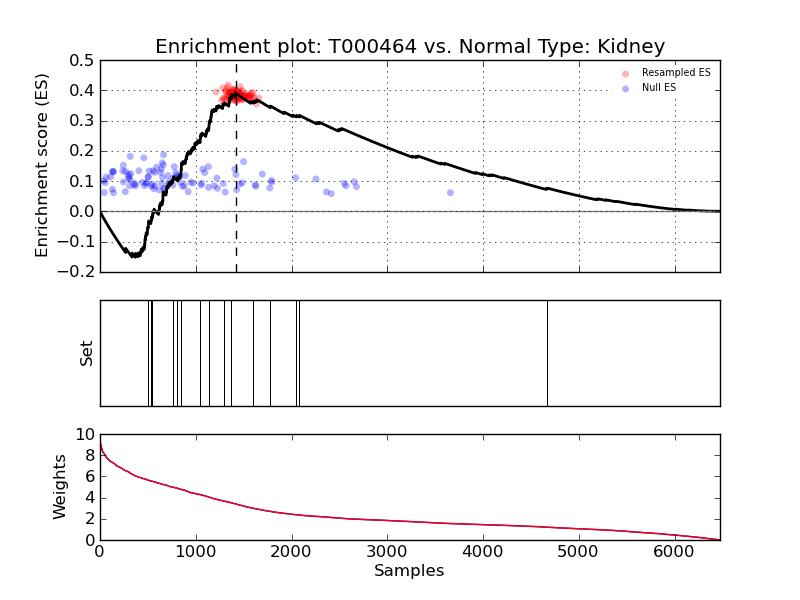 Enrichment plot: T000464 vs. Normal Type: Kidney
0.5
0.4
0.3
0.2
0.1
0.0
−0.1
−0.2
Enrichment score (ES)
Resampled ES
Null ES
Set
10
8
6
4
2
0
Weights
0 1000 2000 3000 4000 5000 6000
Samples